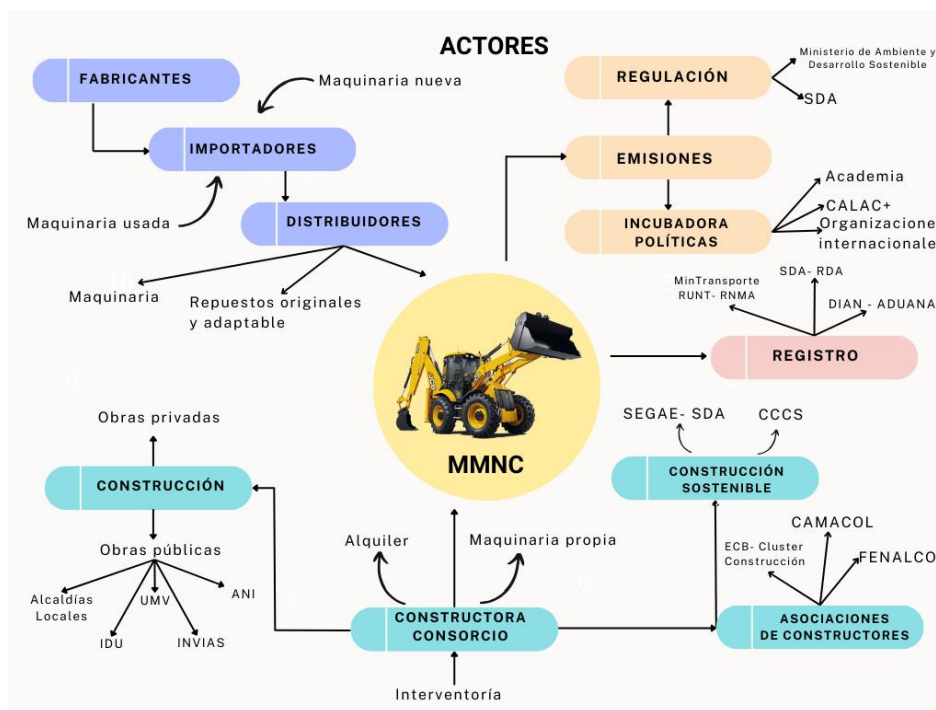 ACTORES
FABRICANTES
Maquinaria nueva
IMPORTADORES
Maquinaria usada
DISTRIBUIDORES
Maquinaria
Repuestos originales
y adaptable
REGULACIÓN
Ministerio de Ambiente y
Desarrollo Sostenible
SDA
EMISIONES
INCUBADORA
POLÍTICAS
Academia
CALAC+
Organizacione
internacionale
MinTransporte
RUNT- RNMA
SDA- RDA
DIAN - ADUANA
REGISTRO
MMNC
Obras privadas
CONSTRUCCIÓN
Obras públicas
Alcaldías
Locales
IDU
UMV
INVIAS
ANI
Alquiler
Maquinaria propia
CONSTRUCTORA
CONSORCIO
Interventoría
SEGAE- SDA
CCCS
CONSTRUCCIÓN
SOSTENIBLE
ECB- Cluster
Construcción
CAMACOL
FENALCO
ASOCIACIONES
DE CONSTRUCTORES